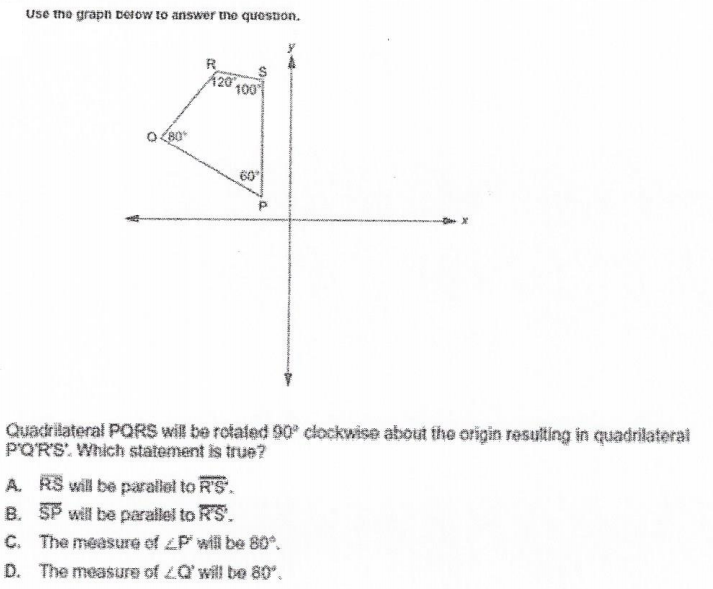 Use the graph below to answer the question.
y
R
S
120°
100°
Q
80°
60°
P
x
Quadrilateral PQRS will be rotated 90° clockwise about the origin resulting in quadrilateral
P'Q'R'S'. Which statement is true?
A. RS will be parallel to R'S'.
B. SP will be parallel to R'S'.
C. The measure of ∠P' will be 80°.
D. The measure of ∠Q' will be 80°.